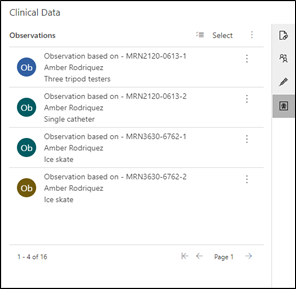 Clinical Data
Observations Select
Ob Observation based on - MRN2120-0613-1
Amber Rodriquez
Three tripod testers
Ob Observation based on - MRN2120-0613-2
Amber Rodriquez
Single catheter
Ob Observation based on - MRN3630-6762-1
Amber Rodriquez
Ice skate
Ob Observation based on - MRN3630-6762-2
Amber Rodriquez
Ice skate
1 - 4 of 16 Page 1